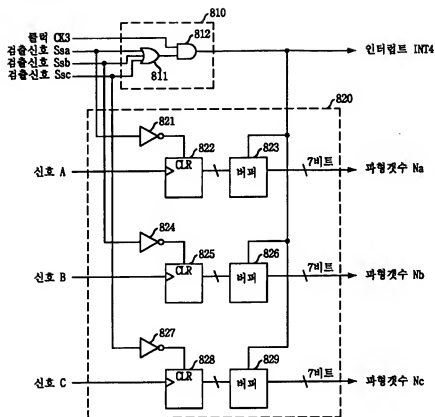 810
클럭 CK3
812
검출신호 Ssa
인터럽트 INT4
검출신호 Ssb
811
검출신호 Ssc
820
821
822
823
CLR
7비트
신호 A
버퍼
파형갯수 Na
824
825
826
CLR
7비트
신호 B
버퍼
파형갯수 Nb
827
828
829
CLR
7비트
신호 C
버퍼
파형갯수 Nc